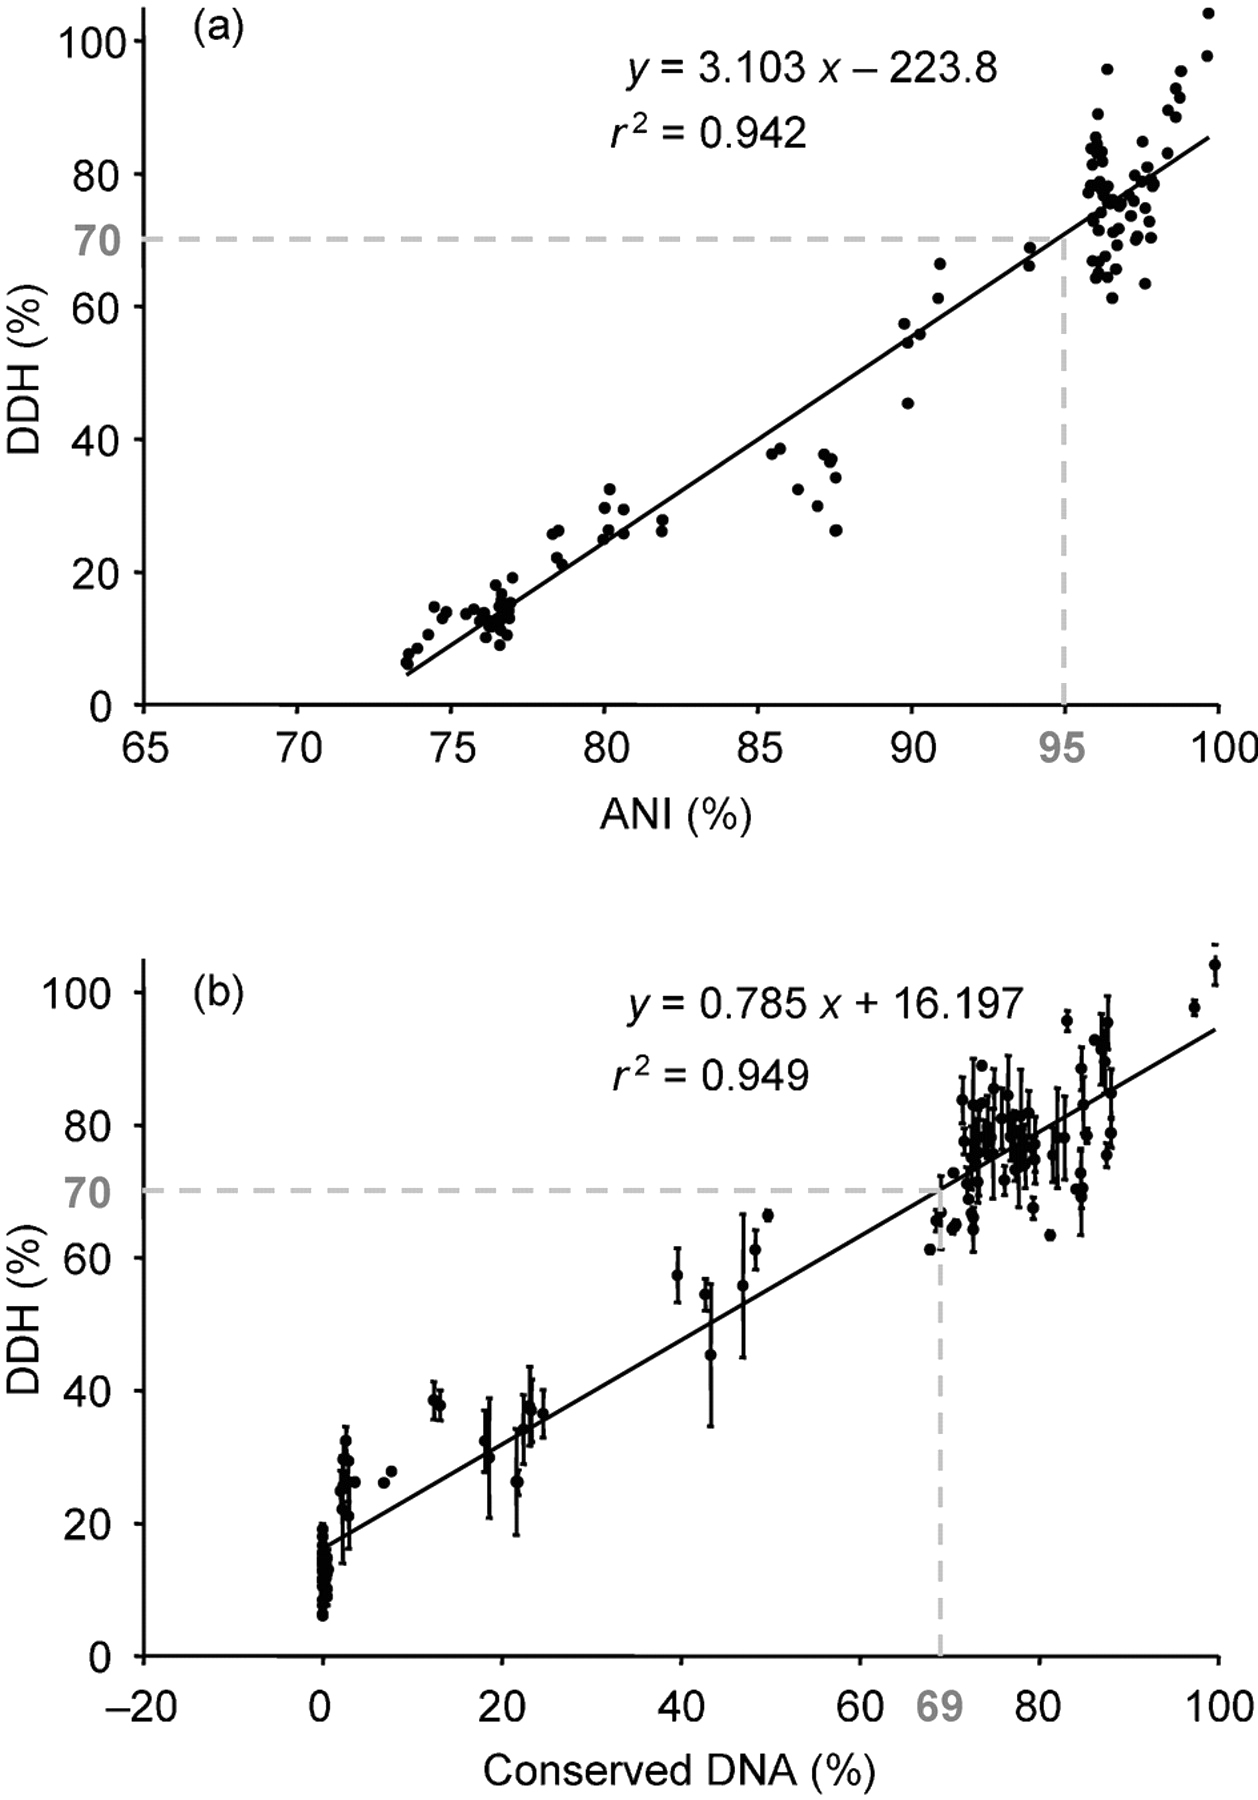 (a)
y = 3.103 x – 223.8
r² = 0.942
100
80
70
60
40
20
0
DDH (%)
65 70 75 80 85 90 95 100
ANI (%)
(b)
y = 0.785 x + 16.197
r² = 0.949
100
80
70
60
40
20
0
DDH (%)
–20 0 20 40 60 69 80 100
Conserved DNA (%)